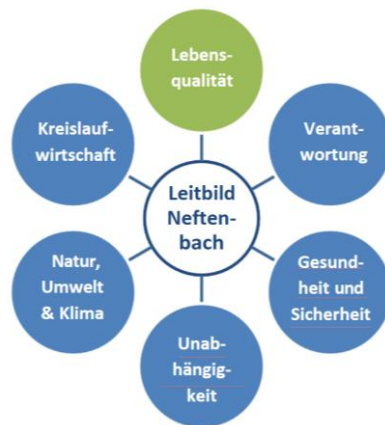 Lebens-
qualität
Kreislauf-
wirtschaft
Verant-
wortung
Leitbild
Neften-
bach
Natur,
Umwelt
& Klima
Gesund-
heit und
Sicherheit
Unab-
hängig-
keit